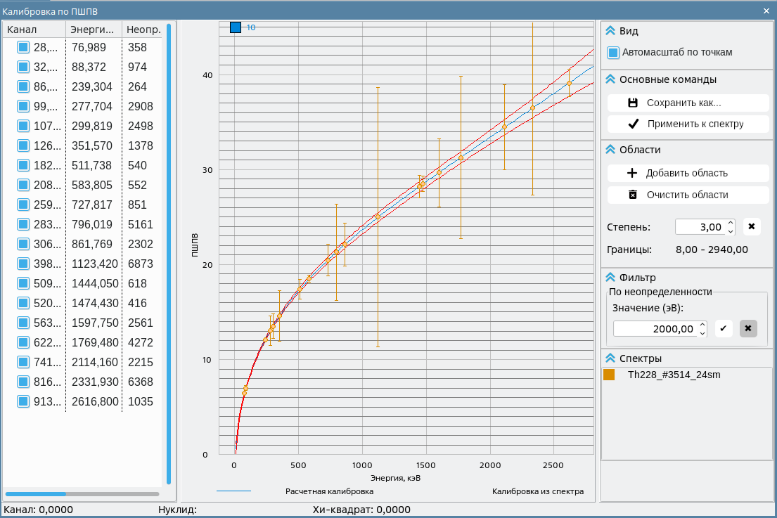 Калибровка по ПШПВ
Канал Энерги... Неопр.
28,... 76,989 358
32,... 88,372 974
86,... 239,304 264
99,... 277,704 2908
107... 299,819 2498
126... 351,570 1378
182... 511,738 540
208... 583,805 552
259... 727,817 851
283... 796,019 5161
306... 861,769 2302
398... 1123,420 6873
509... 1444,050 618
520... 1474,430 416
563... 1597,750 2561
622... 1769,480 4272
741... 2114,160 2215
816... 2331,930 6368
913... 2616,800 1035
10
40
30
20
10
0
ПШПВ
0 500 1000 1500 2000 2500
Энергия, кэВ
Расчетная калибровка Калибровка из спектра
Вид
Автомасштаб по точкам
Основные команды
Сохранить как...
Применить к спектру
Области
Добавить область
Очистить области
Степень: 3,00
Границы: 8,00 - 2940,00
Фильтр
По неопределенности
Значение (эВ):
2000,00
Спектры
Th228_#3514_24sm
Канал: 0,0000 Нуклид: Хи-квадрат: 0,0000